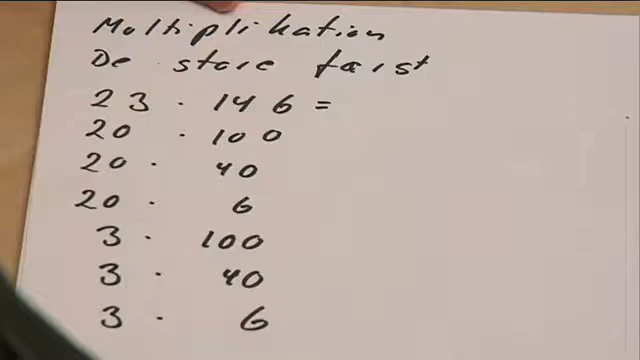 Multiplikation
De store først
23 · 146 =
20 · 100
20 · 40
20 · 6
3 · 100
3 · 40
3 · 6